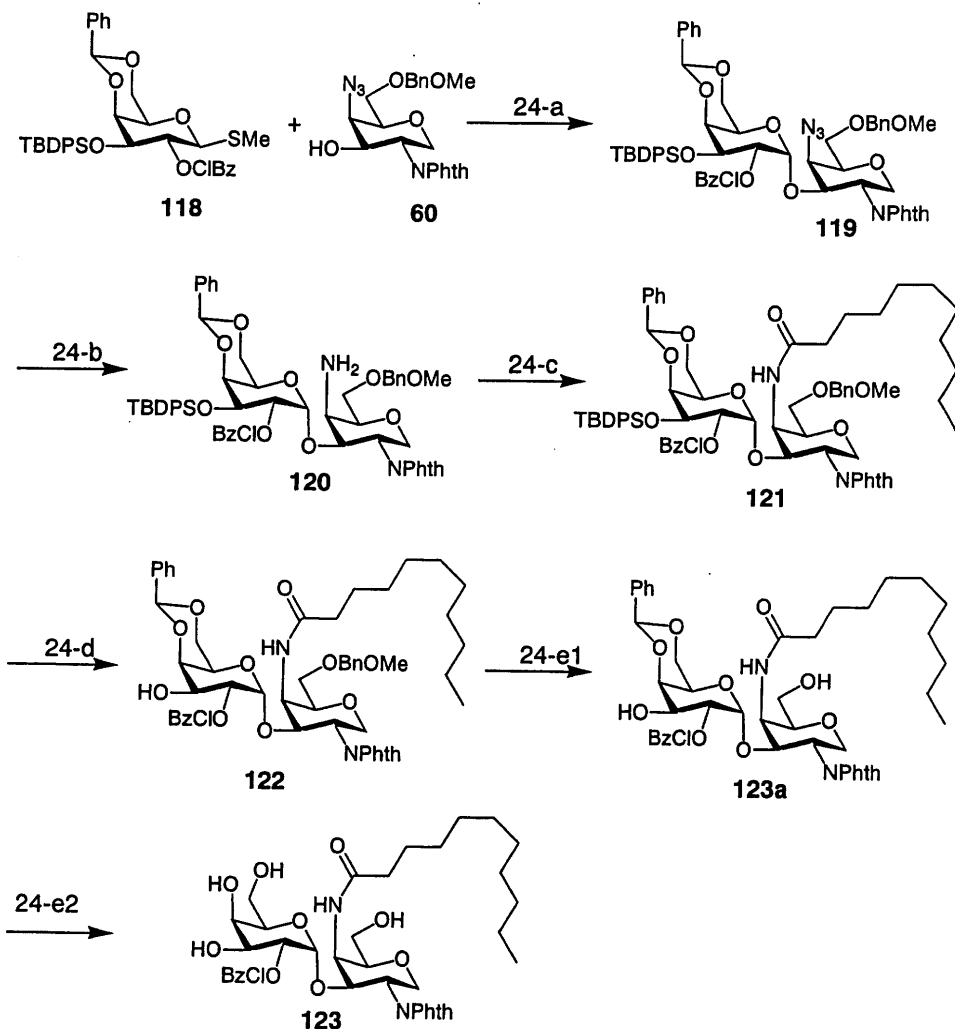 Ph
O
O
O
SMe
TBDPSO
OClBz
118
+
N3
OBnOMe
O
HO
NPhth
60
24-a
Ph
O
O
O
TBDPSO
BzClO
O
N3
OBnOMe
O
NPhth
119
24-b
Ph
O
O
O
TBDPSO
BzClO
O
NH2
OBnOMe
O
NPhth
120
24-c
Ph
O
O
O
TBDPSO
BzClO
O
O
HN
OBnOMe
O
NPhth
121
24-d
Ph
O
O
O
HO
BzClO
O
O
HN
OBnOMe
O
NPhth
122
24-e1
Ph
O
O
O
HO
BzClO
O
O
HN
OH
O
NPhth
123a
24-e2
HO
OH
O
HO
BzClO
O
O
HN
OH
O
NPhth
123